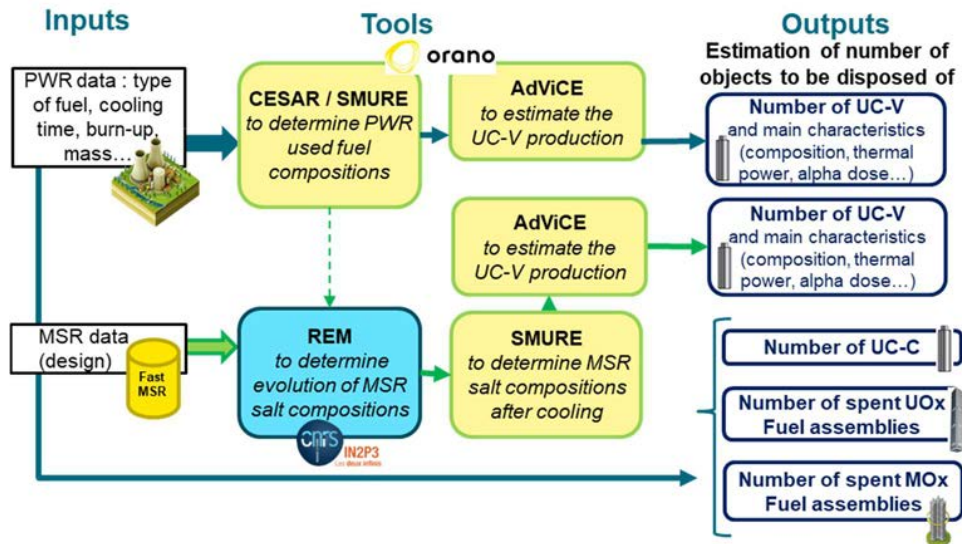 Inputs
Tools
Outputs
orano
Estimation of number of
objects to be disposed of
PWR data : type
of fuel, cooling
time, burn-up,
mass...
CESAR / SMURE
to determine PWR
used fuel
compositions
AdViCE
to estimate the
UC-V production
Number of UC-V
and main characteristics
(composition, thermal
power, alpha dose...)
AdViCE
to estimate the
UC-V production
Number of UC-V
and main characteristics
(composition, thermal
power, alpha dose...)
MSR data
(design)
Fast
MSR
REM
to determine
evolution of MSR
salt compositions
SMURE
to determine MSR
salt compositions
after cooling
Number of UC-C
Number of spent UOx
Fuel assemblies
Number of spent MOx
Fuel assemblies
cnrs
IN2P3
Les deux infinis